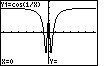 Y1=cos(1/X)
X=0 Y=